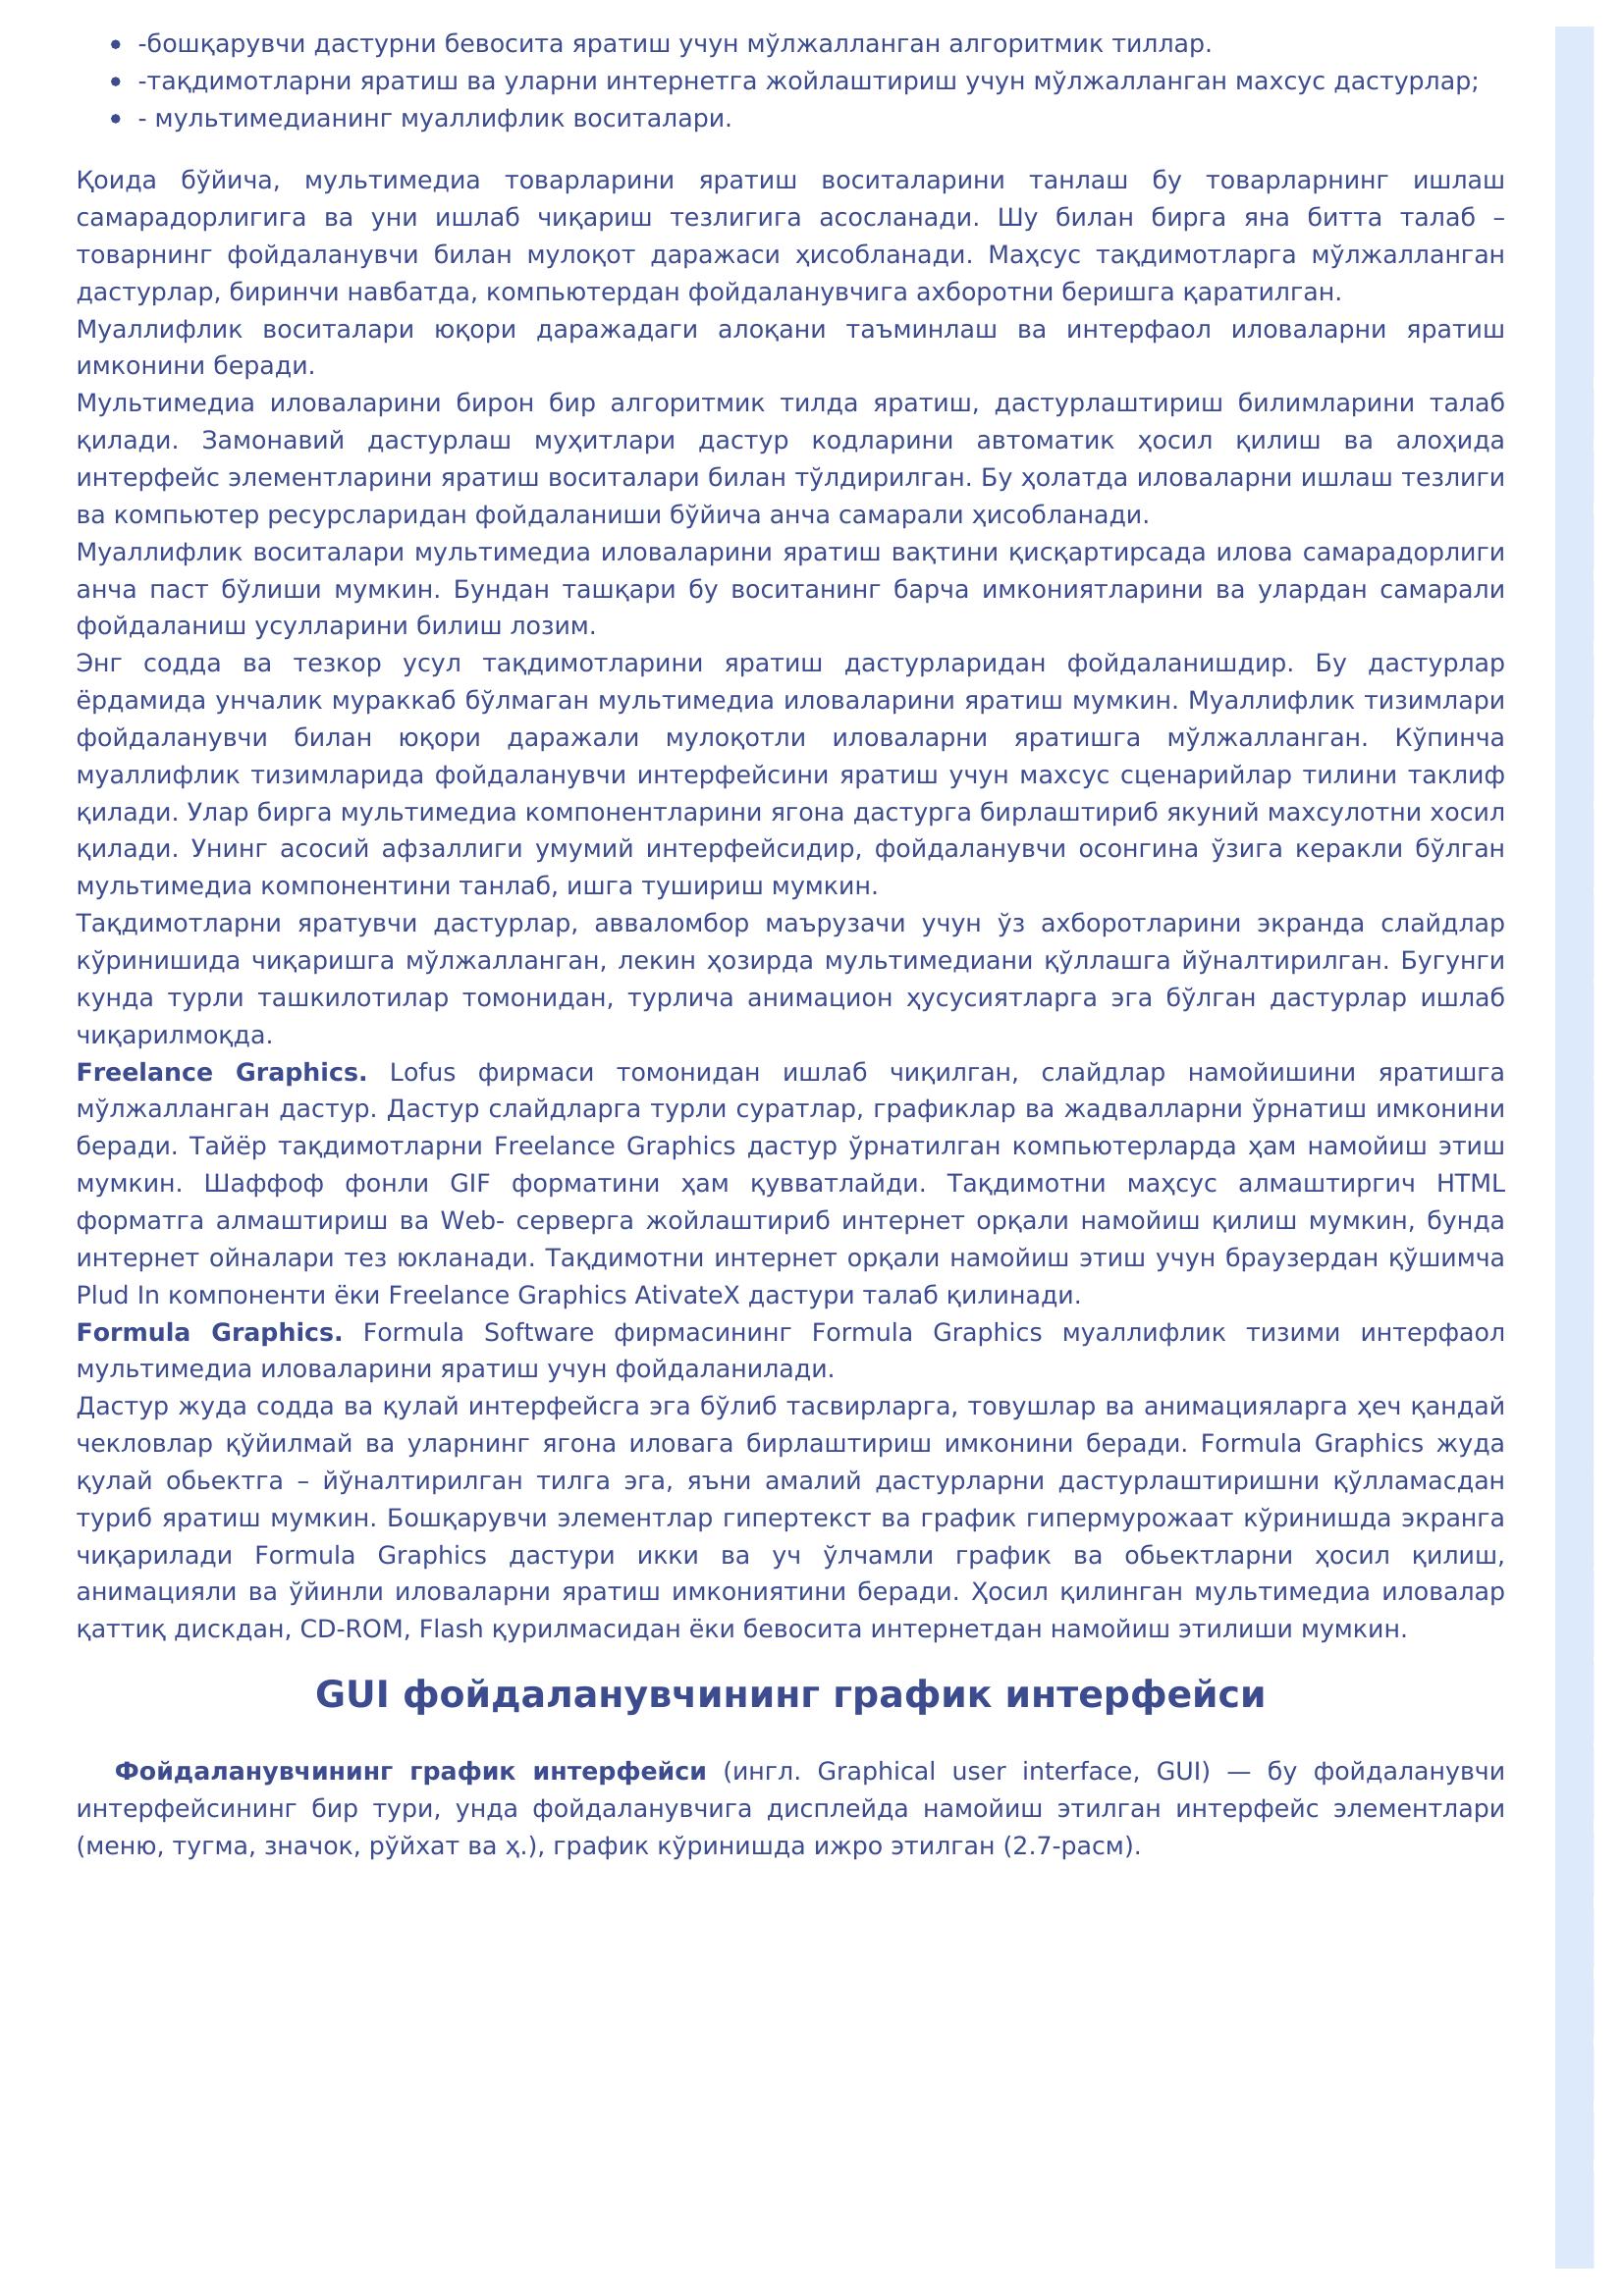 -бошқарувчи дастурни бевосита яратиш учун мўлжалланган алгоритмик тиллар.
-тақдимотларни яратиш ва уларни интернетга жойлаштириш учун мўлжалланган махсус дастурлар;
- мультимедианинг муаллифлик воситалари.
Қоида бўйича, мультимедиа товарларини яратиш воситаларини танлаш бу товарларнинг ишлаш
самарадорлигига ва уни ишлаб чиқариш тезлигига асосланади. Шу билан бирга яна битта талаб –
товарнинг фойдаланувчи билан мулоқот даражаси ҳисобланади. Маҳсус тақдимотларга мўлжалланган
дастурлар, биринчи навбатда, компьютердан фойдаланувчига ахборотни беришга қаратилган.
Муаллифлик воситалари юқори даражадаги алоқани таъминлаш ва интерфаол иловаларни яратиш
имконини беради.
Мультимедиа иловаларини бирон бир алгоритмик тилда яратиш, дастурлаштириш билимларини талаб
қилади. Замонавий дастурлаш муҳитлари дастур кодларини автоматик ҳосил қилиш ва алоҳида
интерфейс элементларини яратиш воситалари билан тўлдирилган. Бу ҳолатда иловаларни ишлаш тезлиги
ва компьютер ресурсларидан фойдаланиши бўйича анча самарали ҳисобланади.
Муаллифлик воситалари мультимедиа иловаларини яратиш вақтини қисқартирсада илова самарадорлиги
анча паст бўлиши мумкин. Бундан ташқари бу воситанинг барча имкониятларини ва улардан самарали
фойдаланиш усулларини билиш лозим.
Энг содда ва тезкор усул тақдимотларини яратиш дастурларидан фойдаланишдир. Бу дастурлар
ёрдамида унчалик мураккаб бўлмаган мультимедиа иловаларини яратиш мумкин. Муаллифлик тизимлари
фойдаланувчи билан юқори даражали мулоқотли иловаларни яратишга мўлжалланган. Кўпинча
муаллифлик тизимларида фойдаланувчи интерфейсини яратиш учун махсус сценарийлар тилини таклиф
қилади. Улар бирга мультимедиа компонентларини ягона дастурга бирлаштириб якуний махсулотни хосил
қилади. Унинг асосий афзаллиги умумий интерфейсидир, фойдаланувчи осонгина ўзига керакли бўлган
мультимедиа компонентини танлаб, ишга тушириш мумкин.
Тақдимотларни яратувчи дастурлар, авваломбор маърузачи учун ўз ахборотларини экранда слайдлар
кўринишида чиқаришга мўлжалланган, лекин ҳозирда мультимедиани қўллашга йўналтирилган. Бугунги
кунда турли ташкилотилар томонидан, турлича анимацион ҳусусиятларга эга бўлган дастурлар ишлаб
чиқарилмоқда.
Freelance Graphics. Lofus фирмаси томонидан ишлаб чиқилган, слайдлар намойишини яратишга
мўлжалланган дастур. Дастур слайдларга турли суратлар, графиклар ва жадвалларни ўрнатиш имконини
беради. Тайёр тақдимотларни Freelance Graphics дастур ўрнатилган компьютерларда ҳам намойиш этиш
мумкин. Шаффоф фонли GIF форматини ҳам қувватлайди. Тақдимотни маҳсус алмаштиргич HTML
форматга алмаштириш ва Web- серверга жойлаштириб интернет орқали намойиш қилиш мумкин, бунда
интернет ойналари тез юкланади. Тақдимотни интернет орқали намойиш этиш учун браузердан қўшимча
Plud In компоненти ёки Freelance Graphics AtivateX дастури талаб қилинади.
Formula Graphics. Formula Software фирмасининг Formula Graphics муаллифлик тизими интерфаол
мультимедиа иловаларини яратиш учун фойдаланилади.
Дастур жуда содда ва қулай интерфейсга эга бўлиб тасвирларга, товушлар ва анимацияларга ҳеч қандай
чекловлар қўйилмай ва уларнинг ягона иловага бирлаштириш имконини беради. Formula Graphics жуда
қулай обьектга – йўналтирилган тилга эга, яъни амалий дастурларни дастурлаштиришни қўлламасдан
туриб яратиш мумкин. Бошқарувчи элементлар гипертекст ва график гипермурожаат кўринишда экранга
чиқарилади Formula Graphics дастури икки ва уч ўлчамли график ва обьектларни ҳосил қилиш,
анимацияли ва ўйинли иловаларни яратиш имкониятини беради. Ҳосил қилинган мультимедиа иловалар
қаттиқ дискдан, CD-ROM, Flash қурилмасидан ёки бевосита интернетдан намойиш этилиши мумкин.
GUI фойдаланувчининг график интерфейси
Фойдаланувчининг график интерфейси (ингл. Graphical user interface, GUI) — бу фойдаланувчи
интерфейсининг бир тури, унда фойдаланувчига дисплейда намойиш этилган интерфейс элементлари
(меню, тугма, значок, рўйхат ва ҳ.), график кўринишда ижро этилган (2.7-расм).